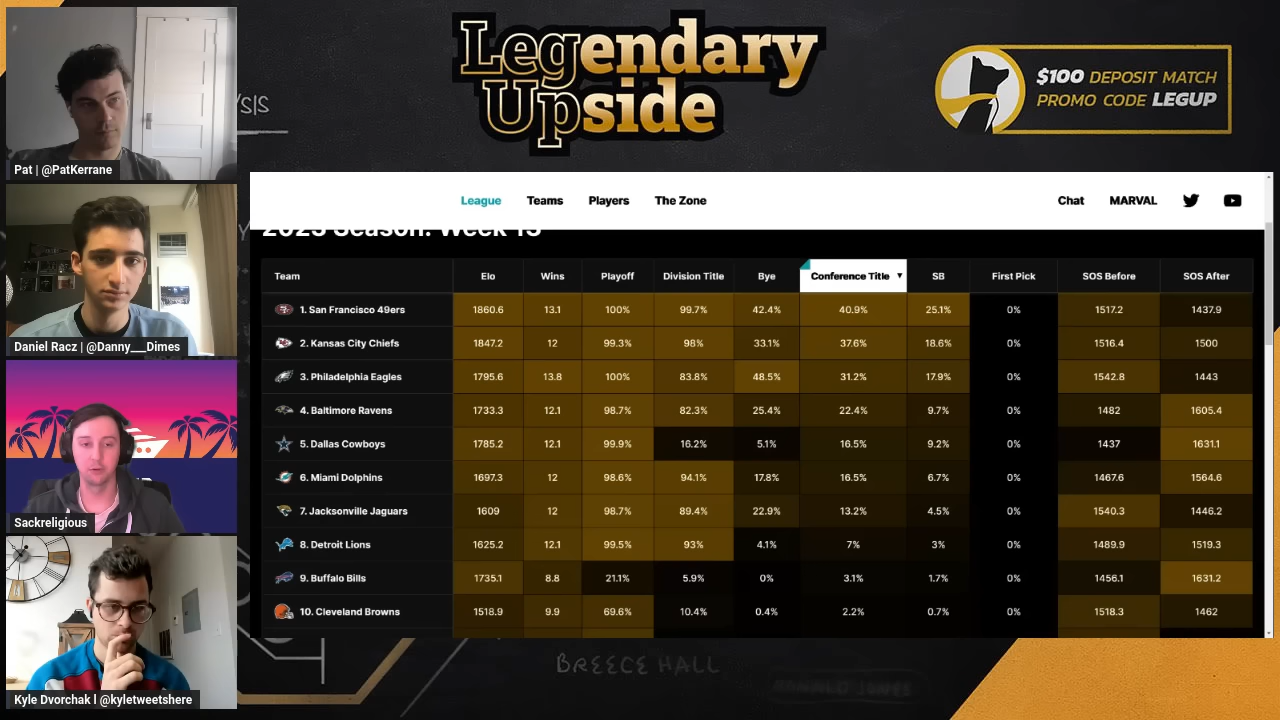 Legendary
Upside
$100 DEPOSIT MATCH
PROMO CODE LEGUP
YSIS
Pat | @PatKerrane
Daniel Racz | @Danny___Dimes
Sackreligious
Kyle Dvorchak l @kyletweetshere
League Teams Players The Zone Chat MARVAL
2023 Season: Week 13
Team Elo Wins Playoff Division Title Bye Conference Title ▼ SB First Pick SOS Before SOS After
1. San Francisco 49ers 1860.6 13.1 100% 99.7% 42.4% 40.9% 25.1% 0% 1517.2 1437.9
2. Kansas City Chiefs 1847.2 12 99.3% 98% 33.1% 37.6% 18.6% 0% 1516.4 1500
3. Philadelphia Eagles 1795.6 13.8 100% 83.8% 48.5% 31.2% 17.9% 0% 1542.8 1443
4. Baltimore Ravens 1733.3 12.1 98.7% 82.3% 25.4% 22.4% 9.7% 0% 1482 1605.4
5. Dallas Cowboys 1785.2 12.1 99.9% 16.2% 5.1% 16.5% 9.2% 0% 1437 1631.1
6. Miami Dolphins 1697.3 12 98.6% 94.1% 17.8% 16.5% 6.7% 0% 1467.6 1564.6
7. Jacksonville Jaguars 1609 12 98.7% 89.4% 22.9% 13.2% 4.5% 0% 1540.3 1446.2
8. Detroit Lions 1625.2 12.1 99.5% 93% 4.1% 7% 3% 0% 1489.9 1519.3
9. Buffalo Bills 1735.1 8.8 21.1% 5.9% 0% 3.1% 1.7% 0% 1456.1 1631.2
10. Cleveland Browns 1518.9 9.9 69.6% 10.4% 0.4% 2.2% 0.7% 0% 1518.3 1462
BREECE HALL
RONALD JONES